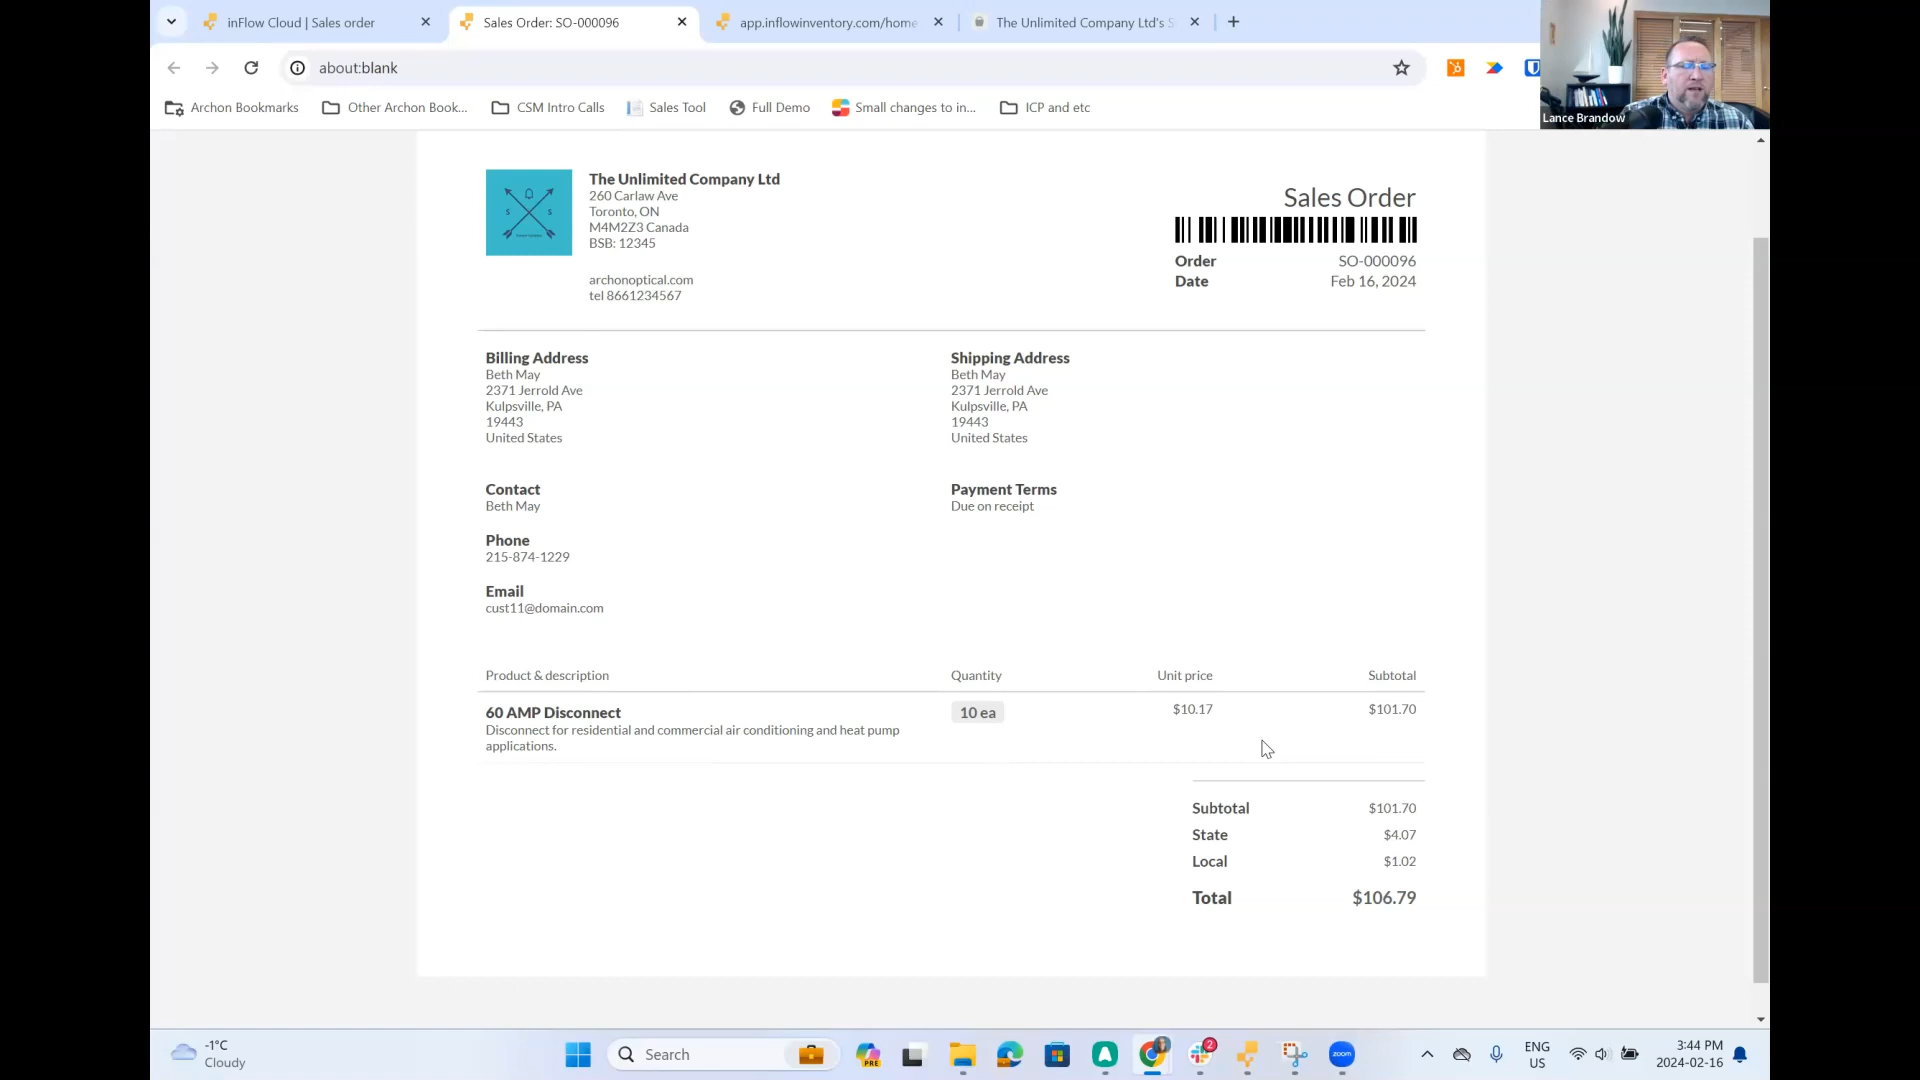 inFlow Cloud | Sales order
Sales Order: SO-000096
app.inflowinventory.com/home
The Unlimited Company Ltd's S
about:blank
Archon Bookmarks
Other Archon Book...
CSM Intro Calls
Sales Tool
Full Demo
Small changes to in...
ICP and etc
Lance Brandow
The Unlimited Company Ltd
260 Carlaw Ave
Toronto, ON
M4M2Z3 Canada
BSB: 12345
archonoptical.com
tel 8661234567
S S
Sales Order
Order SO-000096
Date Feb 16, 2024
Billing Address
Beth May
2371 Jerrold Ave
Kulpsville, PA
19443
United States
Shipping Address
Beth May
2371 Jerrold Ave
Kulpsville, PA
19443
United States
Contact
Beth May
Payment Terms
Due on receipt
Phone
215-874-1229
Email
cust11@domain.com
Product & description Quantity Unit price Subtotal
60 AMP Disconnect 10 ea $10.17 $101.70
Disconnect for residential and commercial air conditioning and heat pump
applications.
Subtotal $101.70
State $4.07
Local $1.02
Total $106.79
-1°C
Cloudy
Search
PRE
2
zoom
ENG
US
3:44 PM
2024-02-16